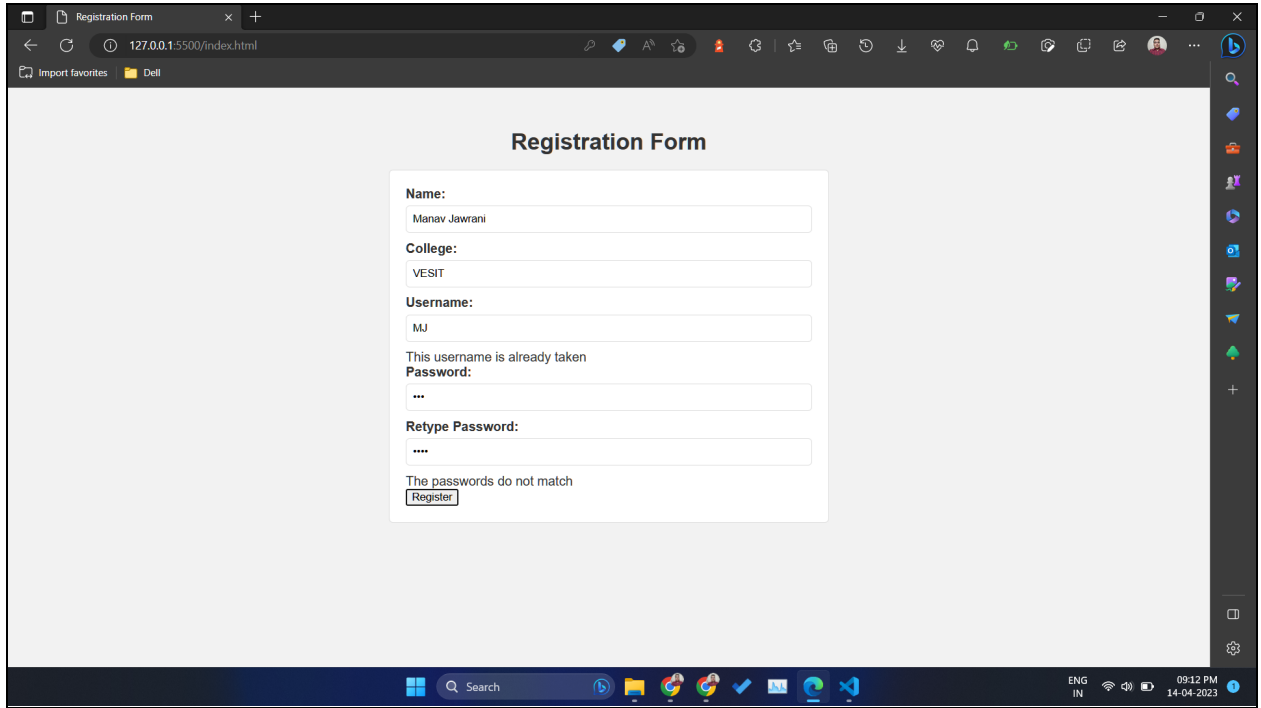 Registration Form
127.0.0.1:5500/index.html
Import favorites Dell
Registration Form
Name:
Manav Jawrani
College:
VESIT
Username:
MJ
This username is already taken
Password:
•••
Retype Password:
••••
The passwords do not match
Register
Search
ENG
IN
09:12 PM
14-04-2023
1